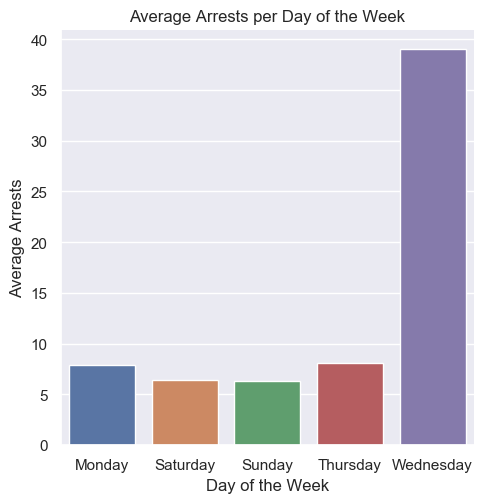 Average Arrests per Day of the Week
Average Arrests
40
35
30
25
20
15
10
5
0
Monday Saturday Sunday Thursday Wednesday
Day of the Week